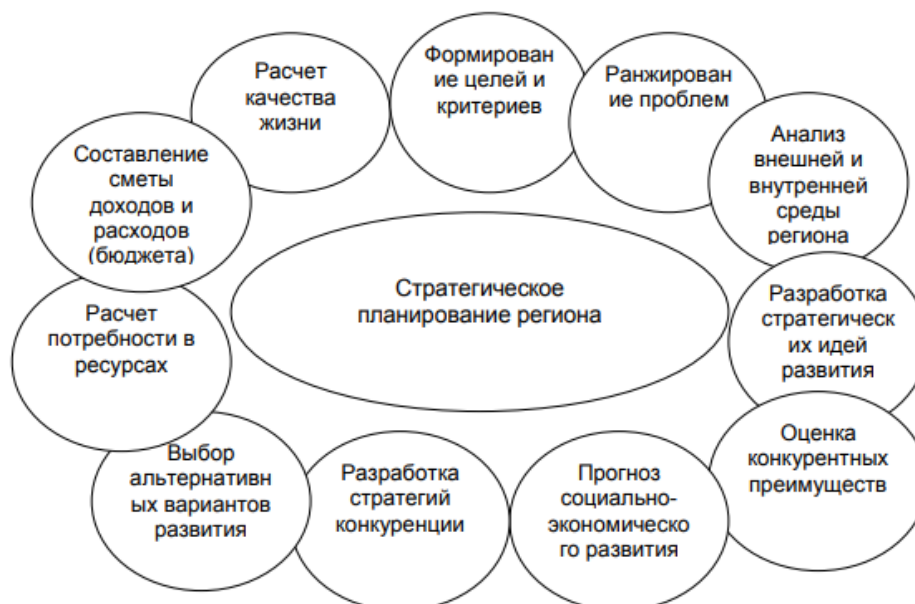 Формирован
ие целей и
критериев
Ранжирован
ие проблем
Анализ
внешней и
внутренней
среды
региона
Разработка
стратегическ
их идей
развития
Оценка
конкурентных
преимуществ
Прогноз
социально-
экономическо
го развития
Разработка
стратегий
конкуренции
Выбор
альтернативн
ых вариантов
развития
Расчет
потребности в
ресурсах
Составление
сметы
доходов и
расходов
(бюджета)
Расчет
качества
жизни
Стратегическое
планирование региона